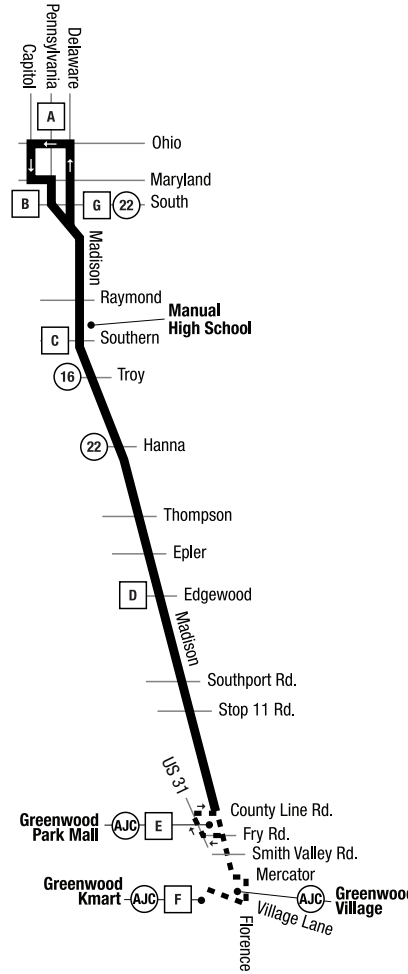 Capitol
Pennsylvania
Delaware
A
Ohio
Maryland
B
G
22
South
Madison
Raymond
Manual
High School
C
Southern
16
Troy
22
Hanna
Thompson
Epler
D
Edgewood
Madison
Southport Rd.
Stop 11 Rd.
US 31
County Line Rd.
Greenwood
Park Mall
AJC
E
Fry Rd.
Smith Valley Rd.
Mercator
Greenwood
Kmart
AJC
F
AJC
Greenwood
Village
Village Lane
Florence